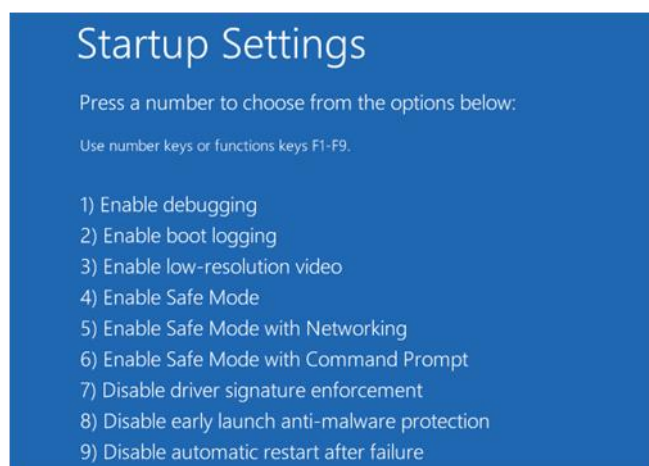 Startup Settings
Press a number to choose from the options below:
Use number keys or functions keys F1-F9.
1) Enable debugging
2) Enable boot logging
3) Enable low-resolution video
4) Enable Safe Mode
5) Enable Safe Mode with Networking
6) Enable Safe Mode with Command Prompt
7) Disable driver signature enforcement
8) Disable early launch anti-malware protection
9) Disable automatic restart after failure